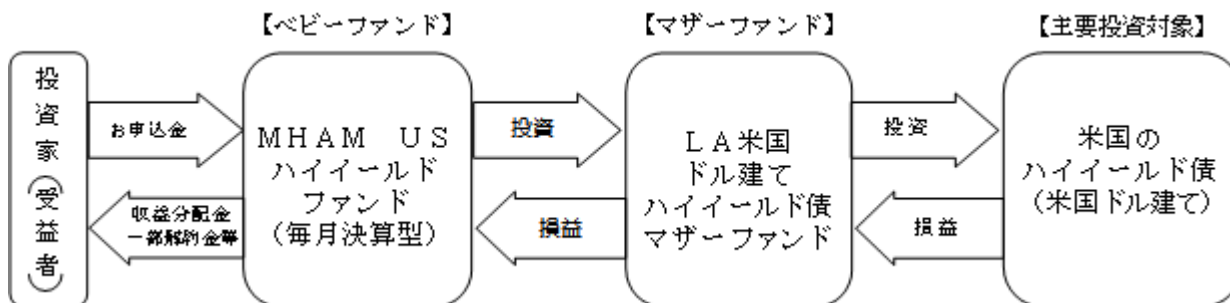 【ベビーファンド】
【マザーファンド】
【主要投資対象】
投資家(受益者)
お申込金
収益分配金
一部解約金等
MHAM US
ハイイールド
ファンド
(毎月決算型)
投資
損益
LA米国
ドル建て
ハイイールド債
マザーファンド
投資
損益
米国の
ハイイールド債
(米国ドル建て)